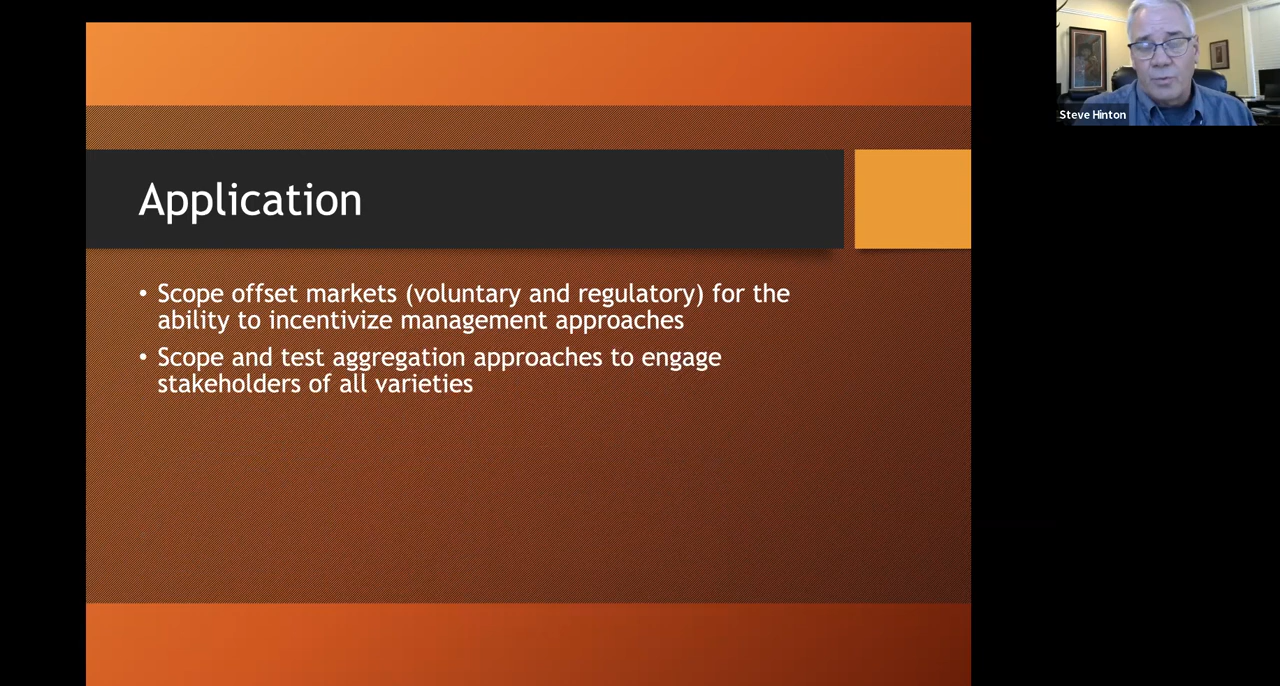 Application
• Scope offset markets (voluntary and regulatory) for the
ability to incentivize management approaches
• Scope and test aggregation approaches to engage
stakeholders of all varieties
Steve Hinton